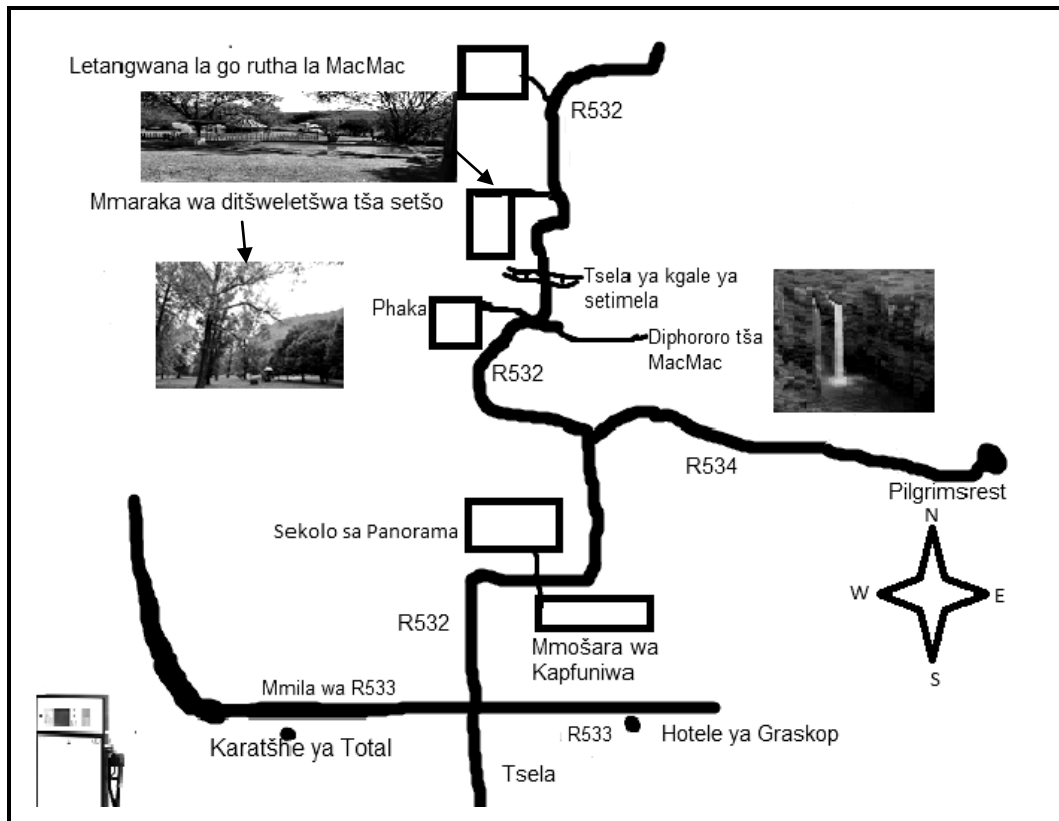 Letangwana la go rutha la MacMac
R532
Mmaraka wa ditšweletšwa tša setšo
Tsela ya kgale ya
setimela
Phaka
Diphororo tša
MacMac
R532
R534
Pilgrimsrest
Sekolo sa Panorama
N
W
E
S
R532
Mmošara wa
Kapfuniwa
Mmila wa R533
Karatšhe ya Total
R533
Hotele ya Graskop
Tsela